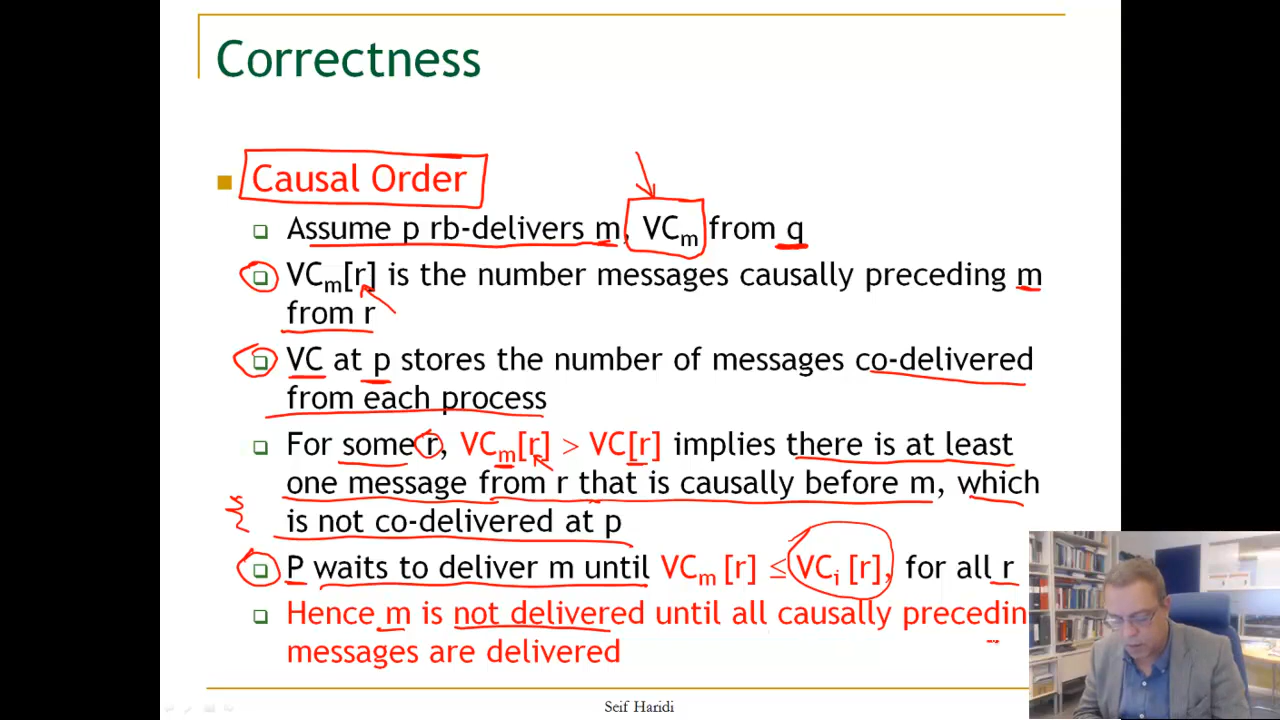 Correctness
Causal Order
Assume p rb-delivers m, VCm from q
VCm[r] is the number messages causally preceding m
from r
VC at p stores the number of messages co-delivered
from each process
For some r, VCm[r] > VC[r] implies there is at least
one message from r that is causally before m, which
is not co-delivered at p
P waits to deliver m until VCm [r] ≤ VCi [r], for all r
Hence m is not delivered until all causally precedin
messages are delivered
Seif Haridi